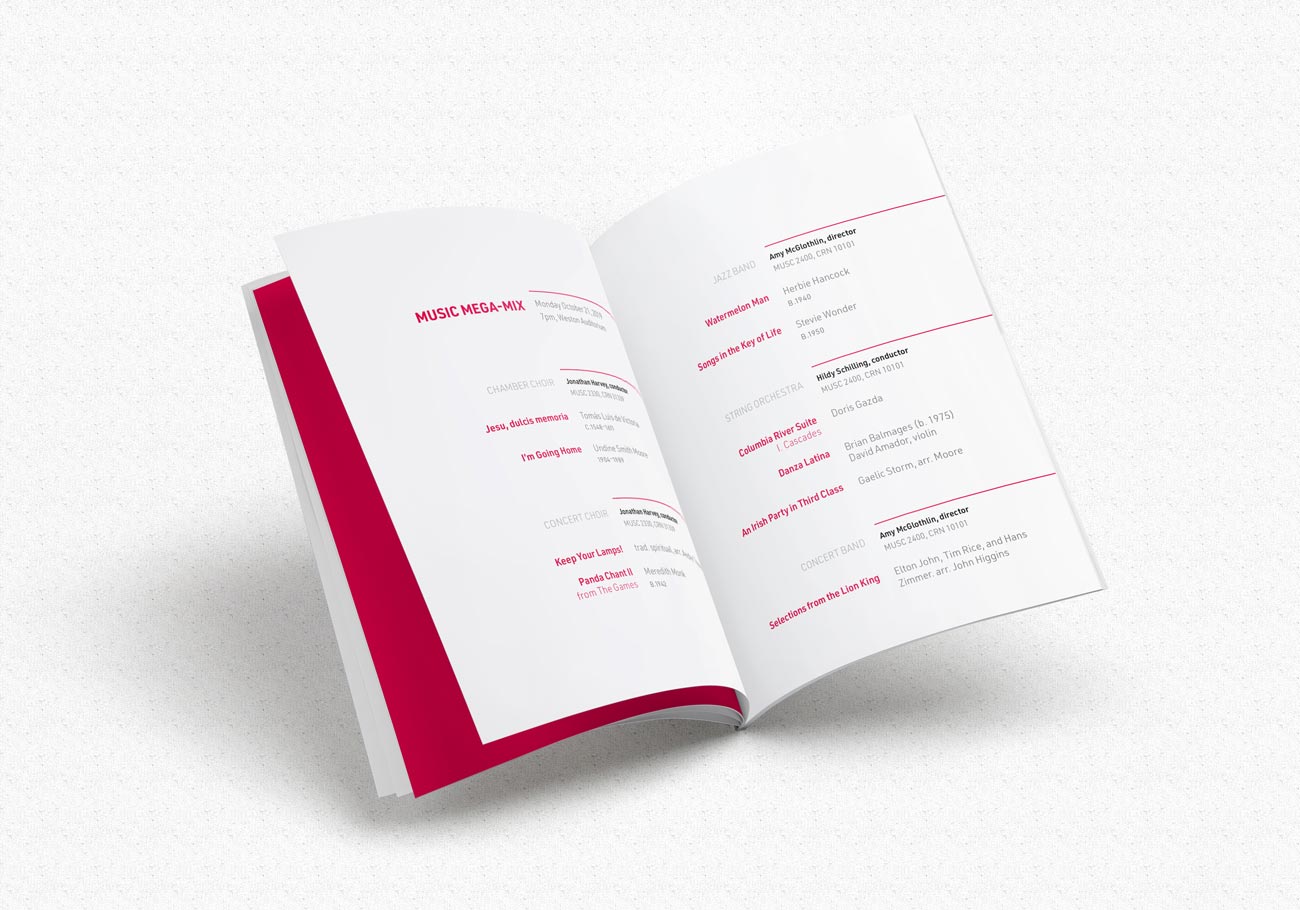 MUSIC MEGA-MIX
Monday October 21, 2019
7pm, Weston Auditorium
CHAMBER CHOIR
Jonathan Harvey, conductor
MUSC 2330, CRN 31309
Jesu, dulcis memoria
Tomás Luis de Victoria
C.1548-1611
I'm Going Home
Undine Smith Moore
1904-1989
CONCERT CHOIR
Jonathan Harvey, conductor
MUSC 2330, CRN 31309
Keep Your Lamps!
trad. spirituall, arr.
Panda Chant II
from The Games
Meredith Monk
B.1942
JAZZ BAND
Amy McGlothlin, director
MUSC 2400, CRN 10101
Watermelon Man
Herbie Hancock
B.1940
Songs in the Key of Life
Stevie Wonder
B.1950
STRING ORCHESTRA
Hildy Schilling, conductor
MUSC 2400, CRN 10101
Columbia River Suite
I. Cascades
Doris Gazda
Danza Latina
Brian Balmages (b. 1975)
David Amador, violin
An Irish Party in Third Class
Gaelic Storm, arr. Moore
CONCERT BAND
Amy McGlothlin, director
MUSC 2400, CRN 10101
Selections from the Lion King
Elton John, Tim Rice, and Hans
Zimmer. arr. John Higgins